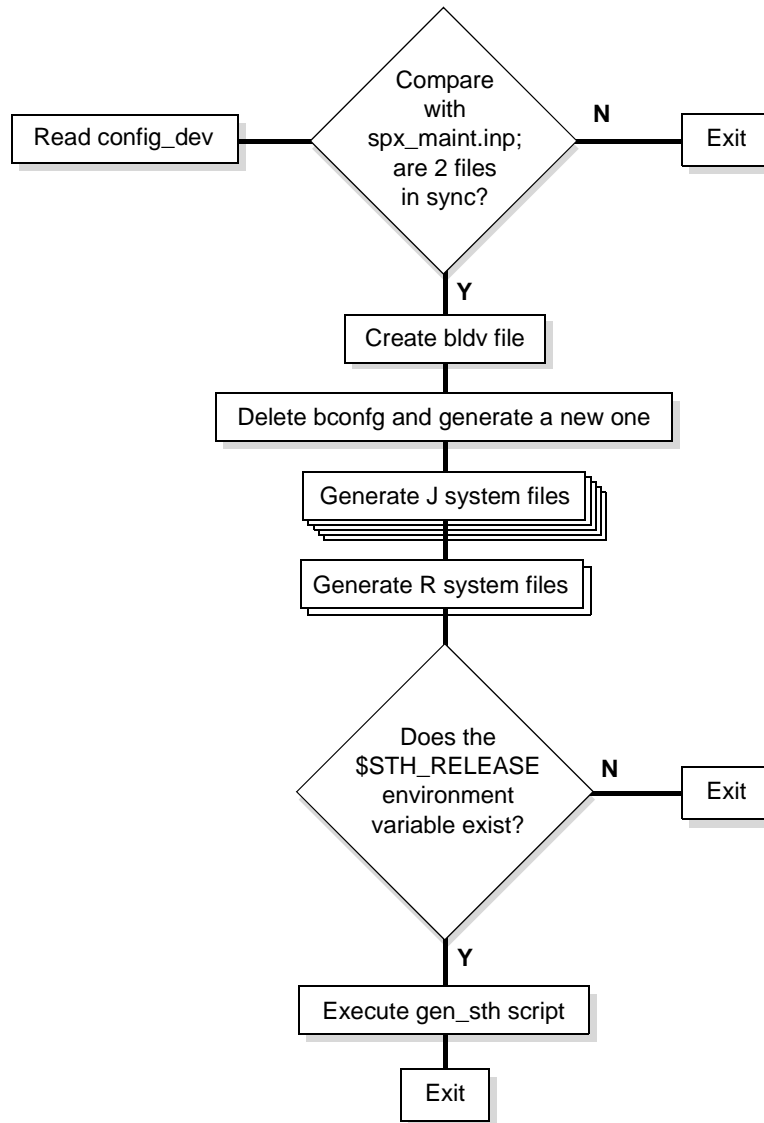 Compare
with
spx_maint.inp;
are 2 files
in sync?
Read config_dev
N
Exit
Y
Create bldv file
Delete bconfg and generate a new one
Generate J system files
Generate R system files
Does the
$STH_RELEASE
environment
variable exist?
N
Exit
Y
Execute gen_sth script
Exit